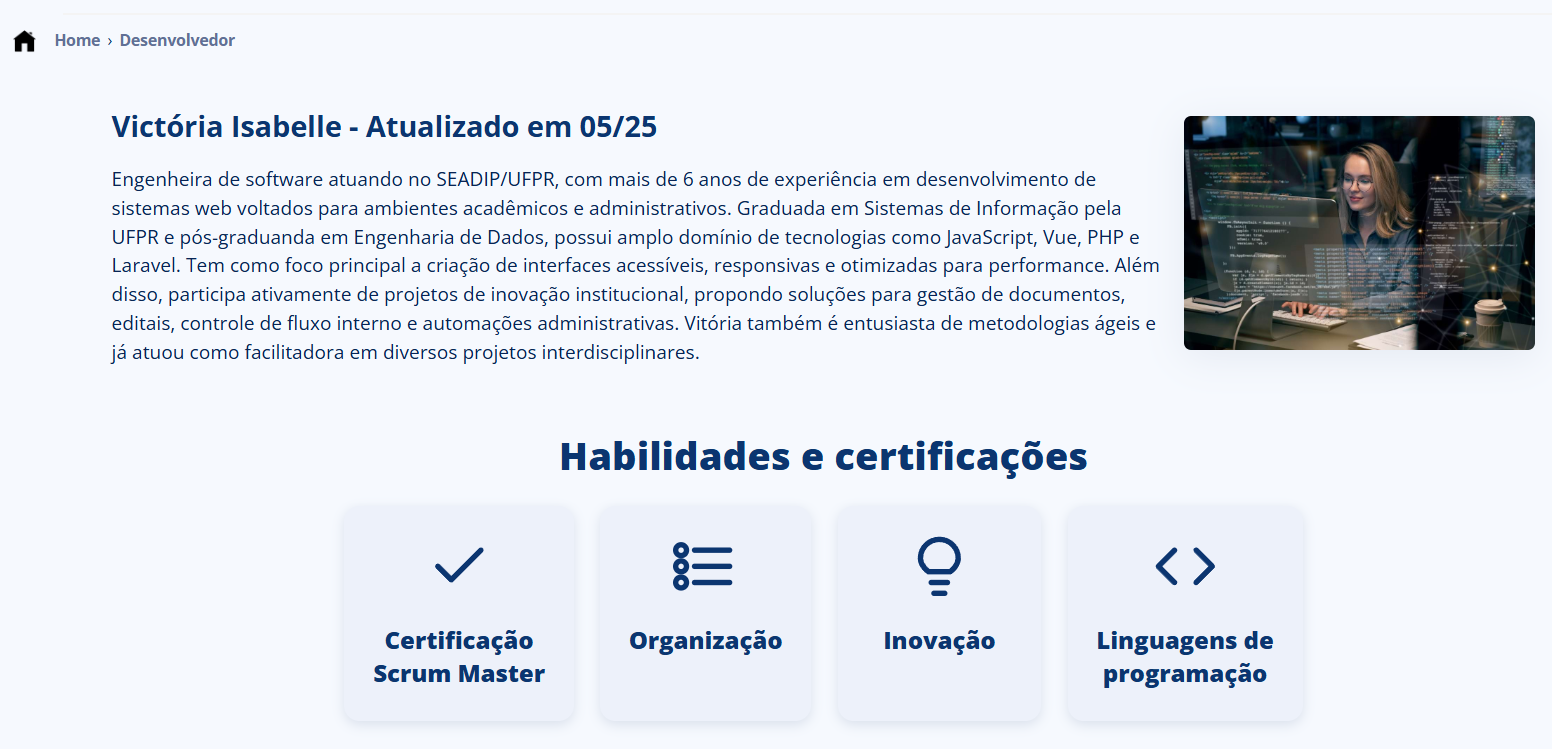 Home › Desenvolvedor
Victória Isabelle - Atualizado em 05/25
Engenheira de software atuando no SEADIP/UFPR, com mais de 6 anos de experiência em desenvolvimento de
sistemas web voltados para ambientes acadêmicos e administrativos. Graduada em Sistemas de Informação pela
UFPR e pós-graduanda em Engenharia de Dados, possui amplo domínio de tecnologias como JavaScript, Vue, PHP e
Laravel. Tem como foco principal a criação de interfaces acessíveis, responsivas e otimizadas para performance. Além
disso, participa ativamente de projetos de inovação institucional, propondo soluções para gestão de documentos,
editais, controle de fluxo interno e automações administrativas. Vitória também é entusiasta de metodologias ágeis e
já atuou como facilitadora em diversos projetos interdisciplinares.
Habilidades e certificações
Certificação
Scrum Master
Organização
Inovação
Linguagens de
programação